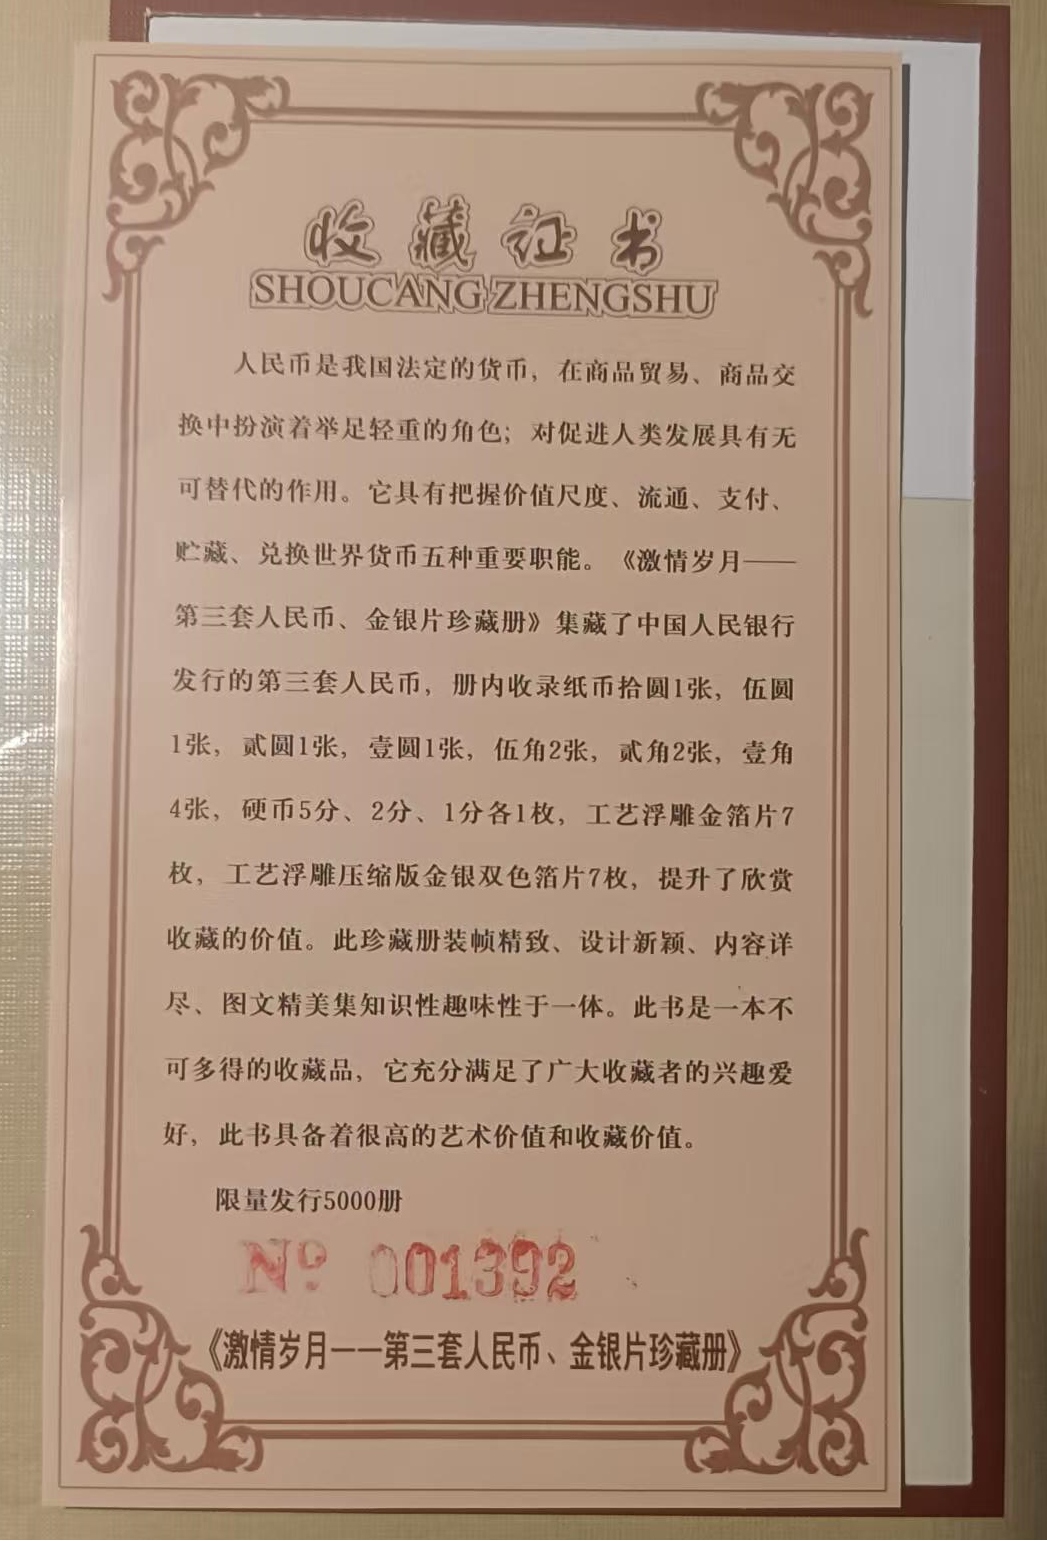 收藏证书
SHOUCANG ZHENGSHU
人民币是我国法定的货币，在商品贸易、商品交
换中扮演着举足轻重的角色；对促进人类发展具有无
可替代的作用。它具有把握价值尺度、流通、支付、
贮藏、兑换世界货币五种重要职能。《激情岁月——
第三套人民币、金银片珍藏册》集藏了中国人民银行
发行的第三套人民币，册内收录纸币拾圆1张，伍圆
1张，贰圆1张，壹圆1张，伍角2张，贰角2张，壹角
4张，硬币5分、2分、1分各1枚，工艺浮雕金箔片7
枚，工艺浮雕压缩版金银双色箔片7枚，提升了欣赏
收藏的价值。此珍藏册装帧精致、设计新颖、内容详
尽、图文精美集知识性趣味性于一体。此书是一本不
可多得的收藏品，它充分满足了广大收藏者的兴趣爱
好，此书具备着很高的艺术价值和收藏价值。
限量发行5000册
№ 001392
《激情岁月——第三套人民币、金银片珍藏册》